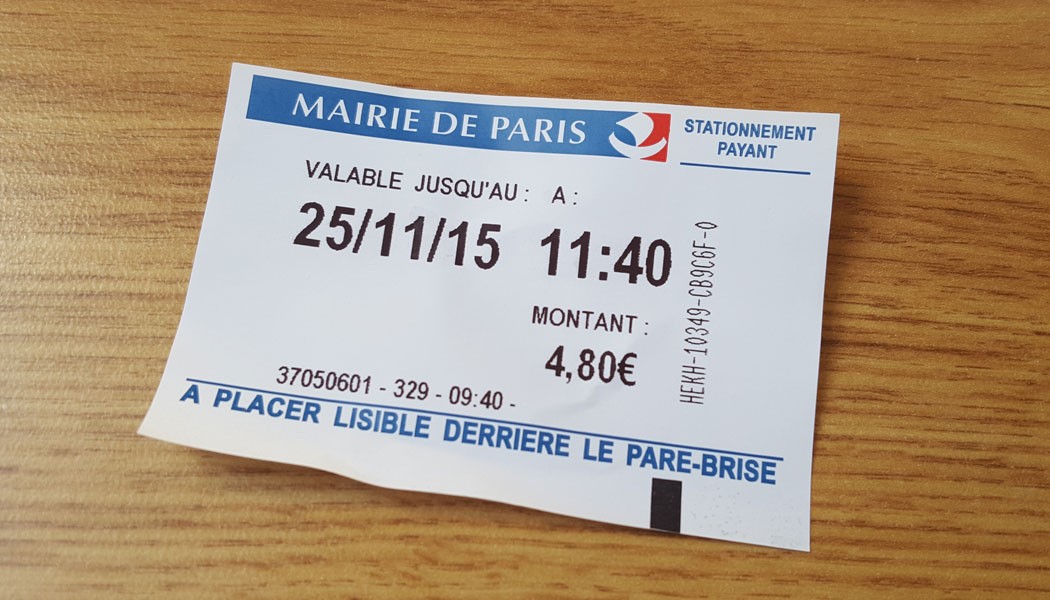 MAIRIE DE PARIS
STATIONNEMENT
PAYANT
VALABLE JUSQU'AU : A :
25/11/15 11:40
MONTANT :
4,80€
37050601 - 329 - 09:40 -
A PLACER LISIBLE DERRIERE LE PARE-BRISE
HEKH-10349-CB9C6F-0